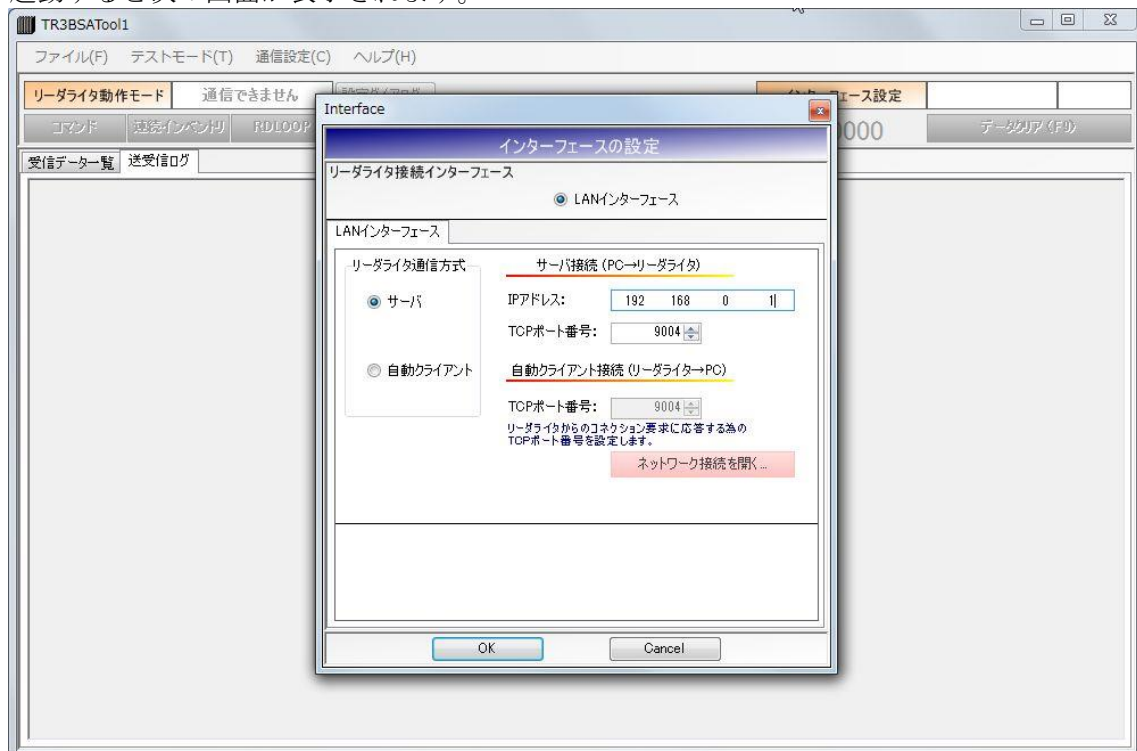 TR3BSATool1
ファイル(F) テストモード(T) 通信設定(C) ヘルプ(H)
リーダライタ動作モード 通信できません
コマンド 連続インベントリ RDLOOP データクリア (F9)
受信データ一覧 送受信ログ
Interface
インターフェースの設定
リーダライタ接続インターフェース
LANインターフェース
LANインターフェース
リーダライタ通信方式
サーバ
自動クライアント
サーバ接続 (PC→リーダライタ)
IPアドレス: 192 168 0 1
TCPポート番号: 9004
自動クライアント接続 (リーダライタ→PC)
TCPポート番号: 9004
リーダライタからのコネクション要求に応答する為の
TCPポート番号を設定します。
ネットワーク接続を開く...
OK Cancel